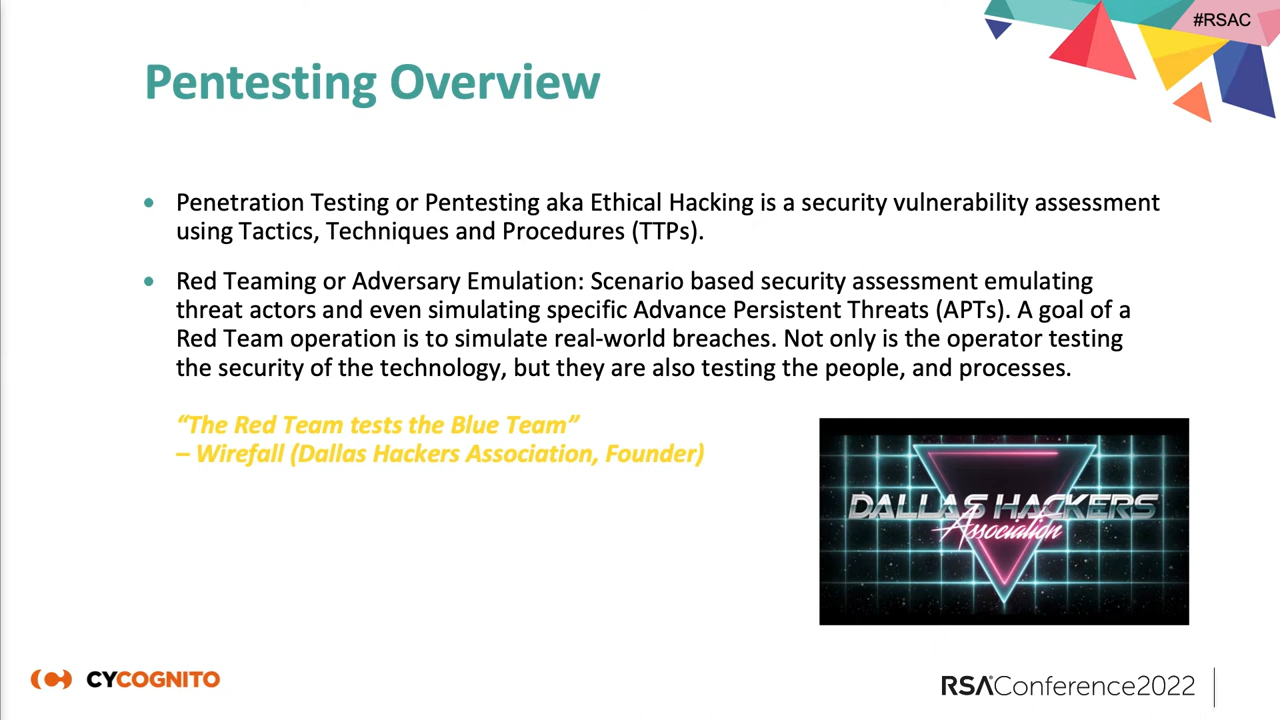 #RSAC
Pentesting Overview
• Penetration Testing or Pentesting aka Ethical Hacking is a security vulnerability assessment
using Tactics, Techniques and Procedures (TTPs).
• Red Teaming or Adversary Emulation: Scenario based security assessment emulating
threat actors and even simulating specific Advance Persistent Threats (APTs). A goal of a
Red Team operation is to simulate real-world breaches. Not only is the operator testing
the security of the technology, but they are also testing the people, and processes.
“The Red Team tests the Blue Team”
– Wirefall (Dallas Hackers Association, Founder)
DALLAS HACKERS
Association
CYCOGNITO
RSAConference2022